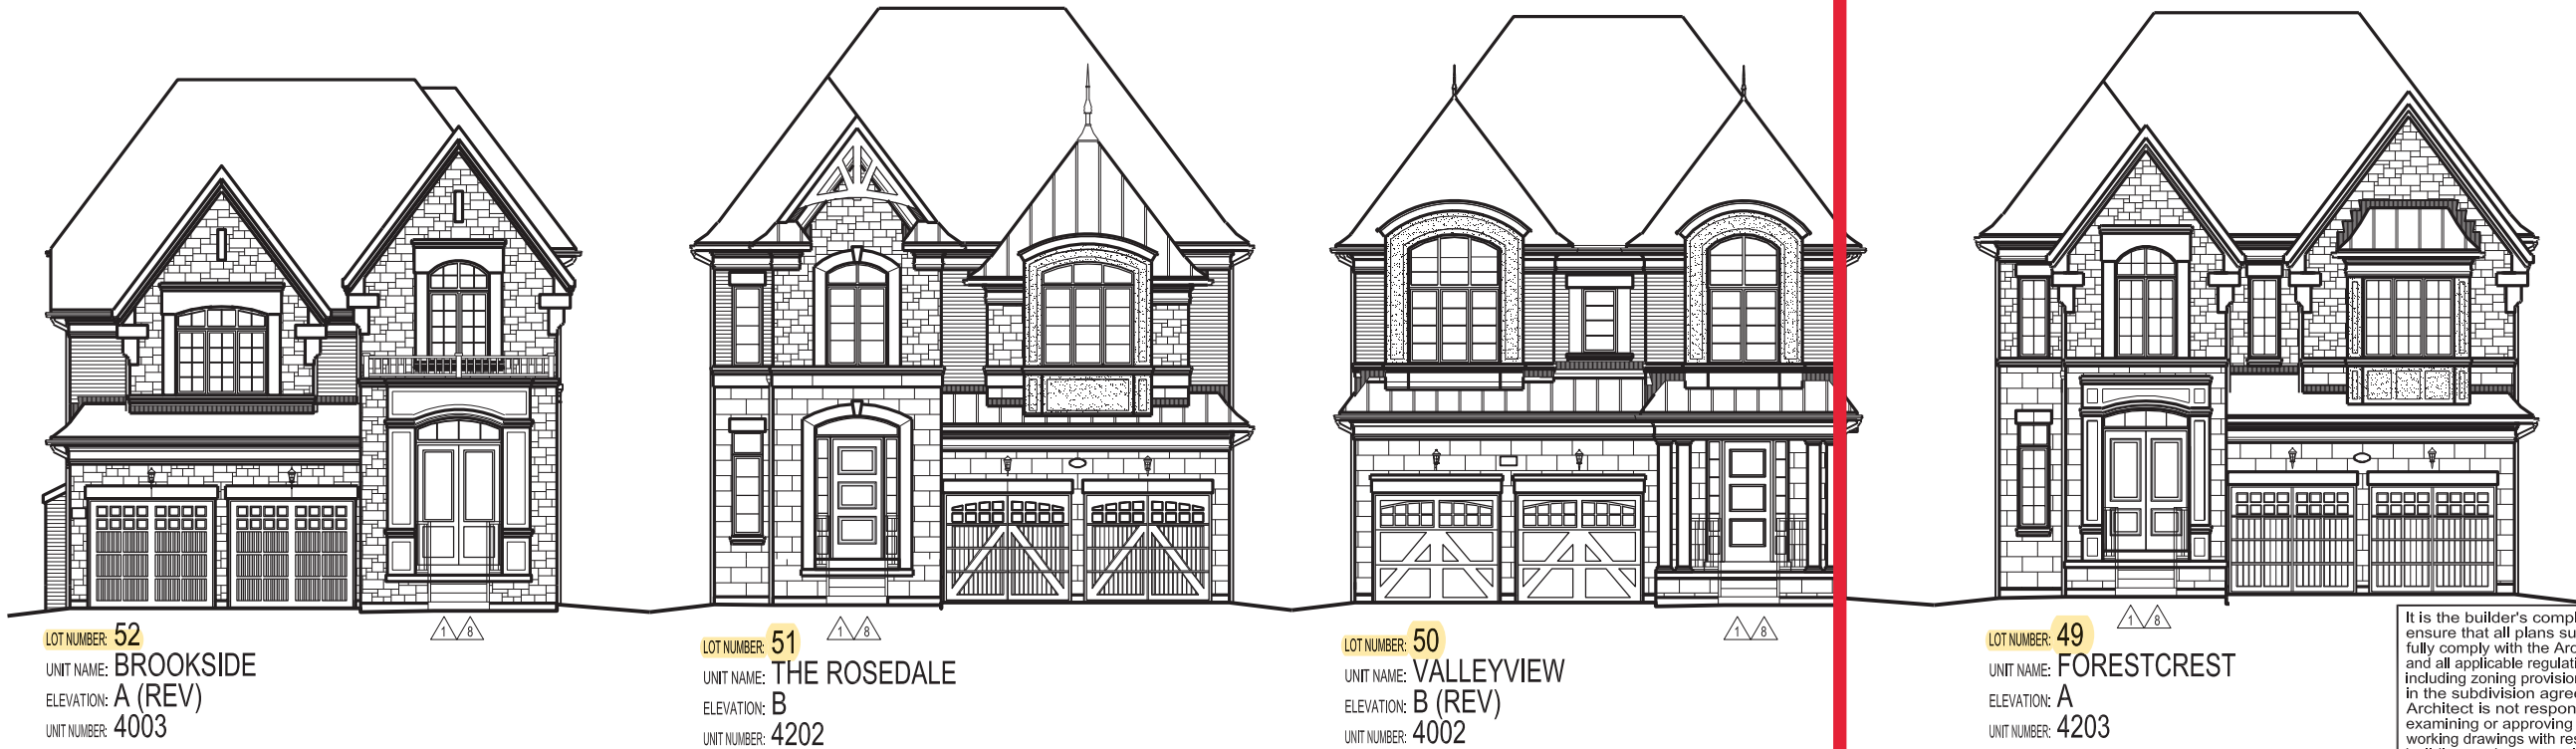 1 8
LOT NUMBER: 52
UNIT NAME: BROOKSIDE
ELEVATION: A (REV)
UNIT NUMBER: 4003
1 8
LOT NUMBER: 51
UNIT NAME: THE ROSEDALE
ELEVATION: B
UNIT NUMBER: 4202
1 8
LOT NUMBER: 50
UNIT NAME: VALLEYVIEW
ELEVATION: B (REV)
UNIT NUMBER: 4002
1 8
LOT NUMBER: 49
UNIT NAME: FORESTCREST
ELEVATION: A
UNIT NUMBER: 4203
It is the builder's compl
ensure that all plans su
fully comply with the Arc
and all applicable regulati
including zoning provision
in the subdivision agree
Architect is not respon
examining or approving
working drawings with res